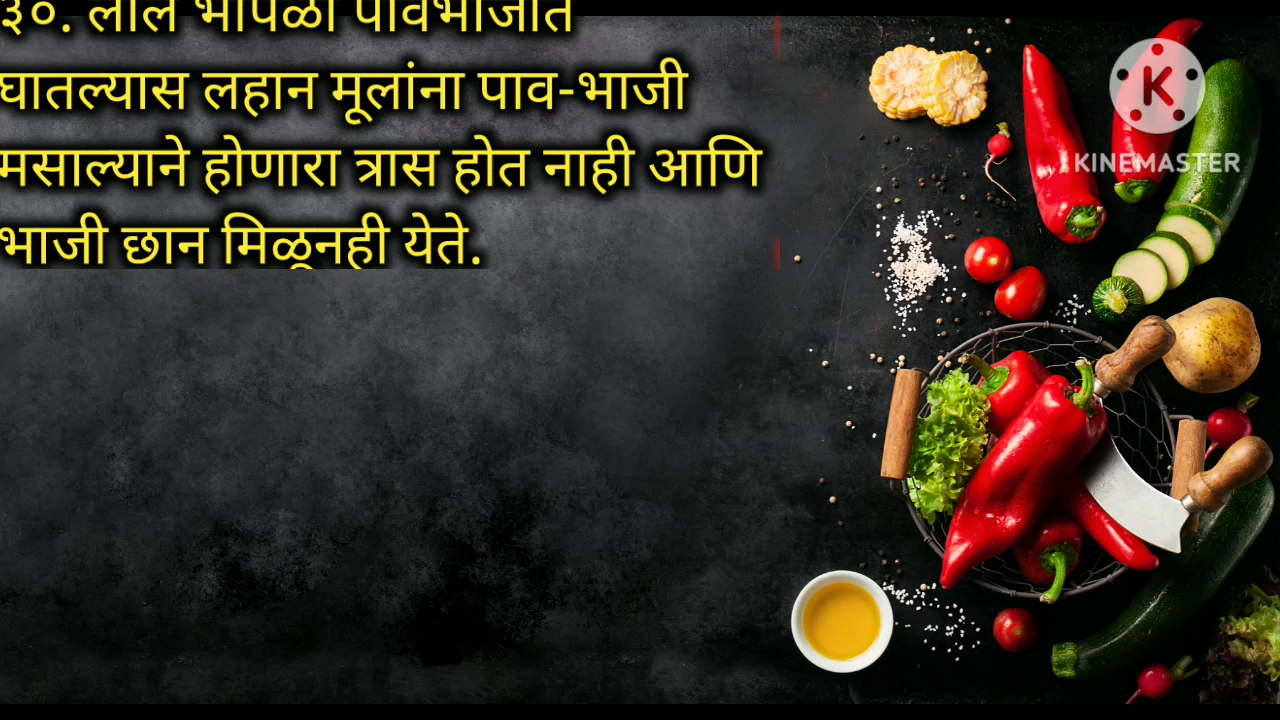 ३०. लाल भोपळा पावभाजीत
घातल्यास लहान मूलांना पाव-भाजी
मसाल्याने होणारा त्रास होत नाही आणि
भाजी छान मिळूनही येते.
K
KINEMASTER